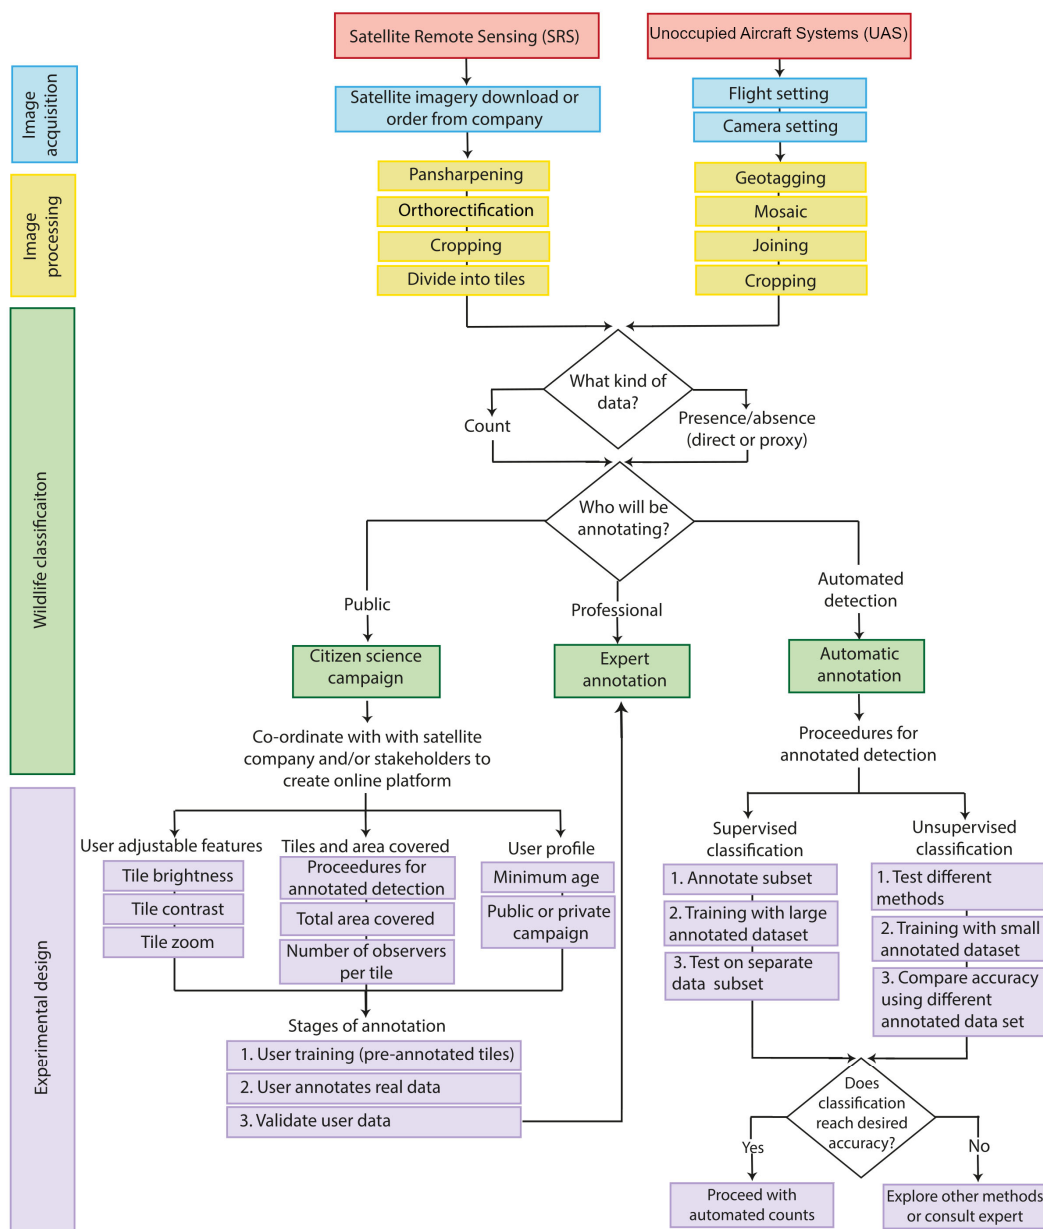 Satellite Remote Sensing (SRS)
Unoccupied Aircraft Systems (UAS)
Image
acquisition
Satellite imagery download or
order from company
Flight setting
Camera setting
Image
processing
Pansharpening
Orthorectification
Cropping
Divide into tiles
Geotagging
Mosaic
Joining
Cropping
Wildlife classificaiton
What kind of
data?
Count
Presence/absence
(direct or proxy)
Who will be
annotating?
Public
Professional
Automated
detection
Citizen science
campaign
Expert
annotation
Automatic
annotation
Co-ordinate with with satellite
company and/or stakeholders to
create online platform
Proceedures for
annotated detection
Experimental design
User adjustable features
Tile brightness
Tile contrast
Tile zoom
Tiles and area covered
Proceedures for
annotated detection
Total area covered
Number of observers
per tile
User profile
Minimum age
Public or private
campaign
Stages of annotation
1. User training (pre-annotated tiles)
2. User annotates real data
3. Validate user data
Supervised
classification
1. Annotate subset
2. Training with large
annotated dataset
3. Test on separate
data subset
Unsupervised
classification
1. Test different
methods
2. Training with small
annotated dataset
3. Compare accuracy
using different
annotated data set
Does
classification
reach desired
accuracy?
Yes
No
Proceed with
automated counts
Explore other methods
or consult expert